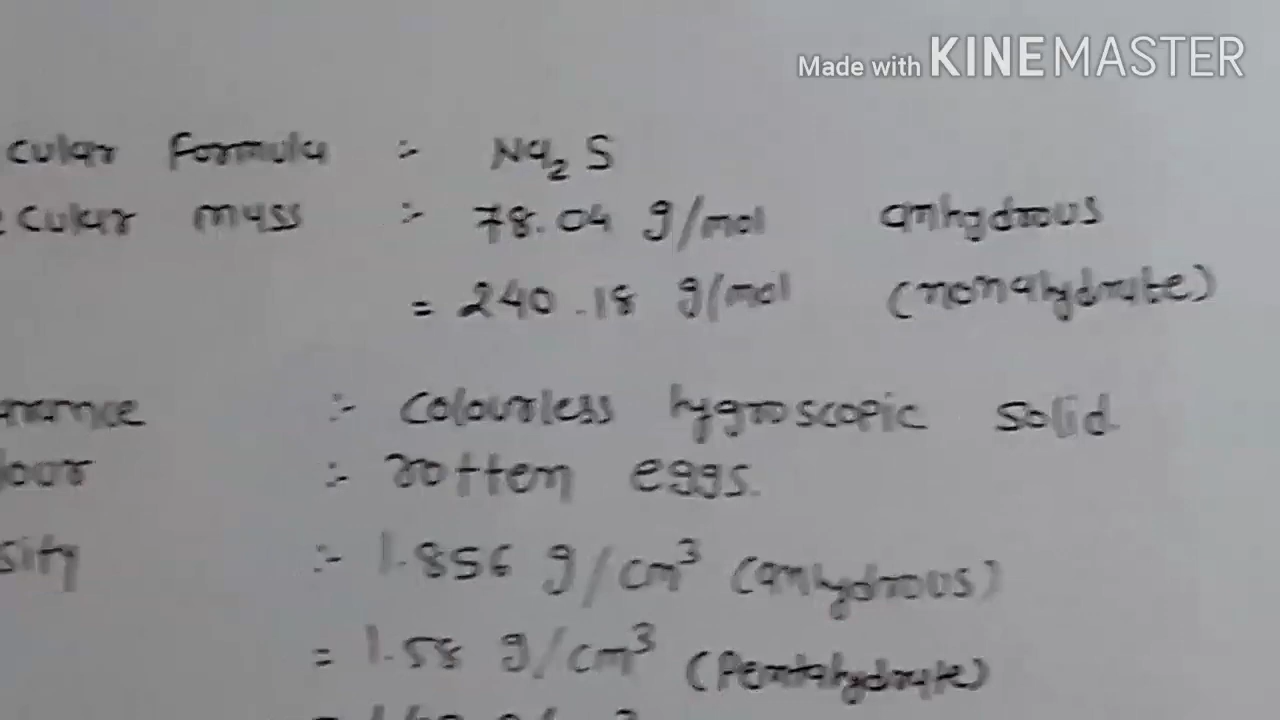 Made with KINEMASTER
cular formula :- Na2 S
cular mass :- 78.04 g/mol anhydrous
= 240.18 g/mol (nonahydrate)
:- colourless hygroscopic solid
:- rotten eggs.
sity :- 1.856 g/cm³ (anhydrous)
= 1.58 g/cm³ (Pentahydrate)